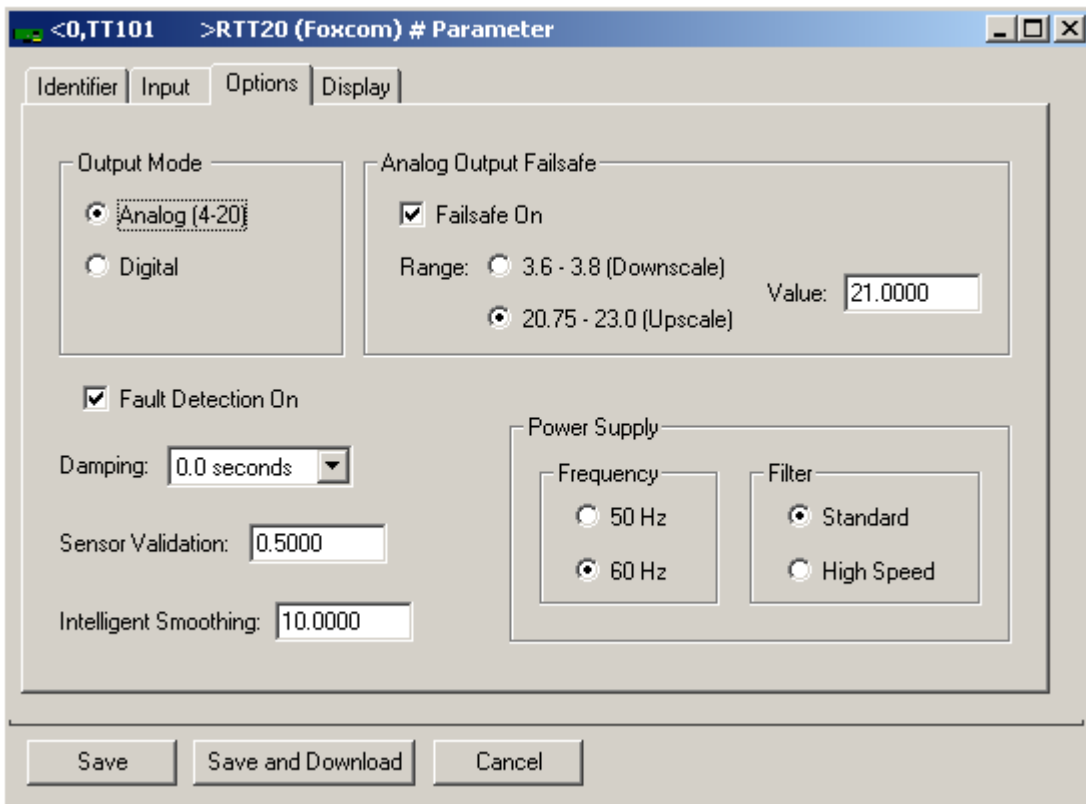 <0,TT101 >RTT20 (Foxcom) # Parameter
Identifier Input Options Display
Output Mode
Analog (4-20)
Digital
Analog Output Failsafe
Failsafe On
Range: 3.6 - 3.8 (Downscale)
20.75 - 23.0 (Upscale)
Value: 21.0000
Fault Detection On
Damping: 0.0 seconds
Sensor Validation: 0.5000
Intelligent Smoothing: 10.0000
Power Supply
Frequency
50 Hz
60 Hz
Filter
Standard
High Speed
Save Save and Download Cancel